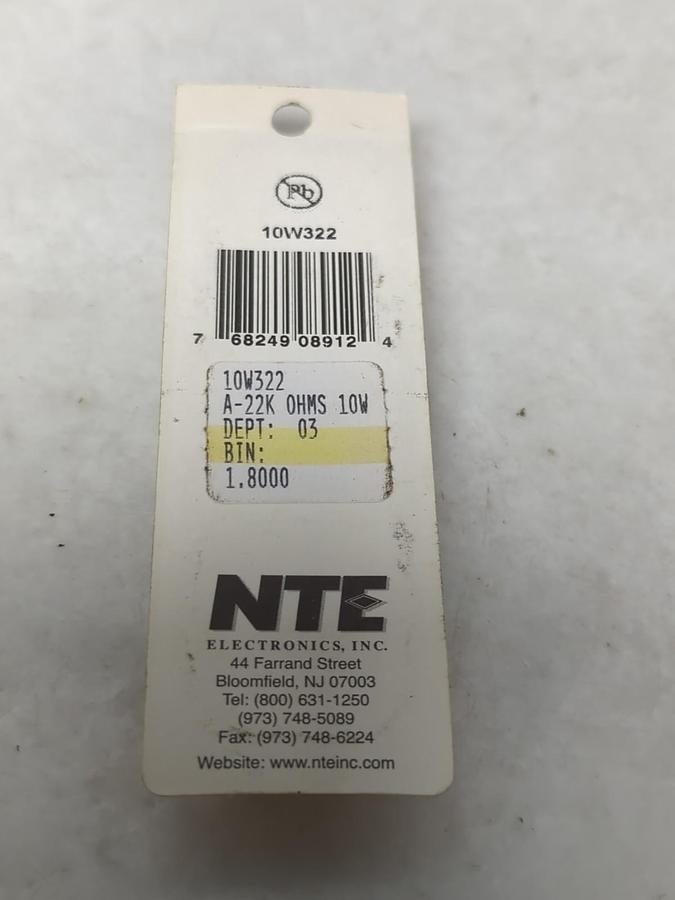 Pb
10W322
7 68249 08912 4
10W322
A-22K OHMS 10W
DEPT: 03
BIN:
1.8000
NTE
ELECTRONICS, INC.
44 Farrand Street
Bloomfield, NJ 07003
Tel: (800) 631-1250
(973) 748-5089
Fax: (973) 748-6224
Website: www.nteinc.com